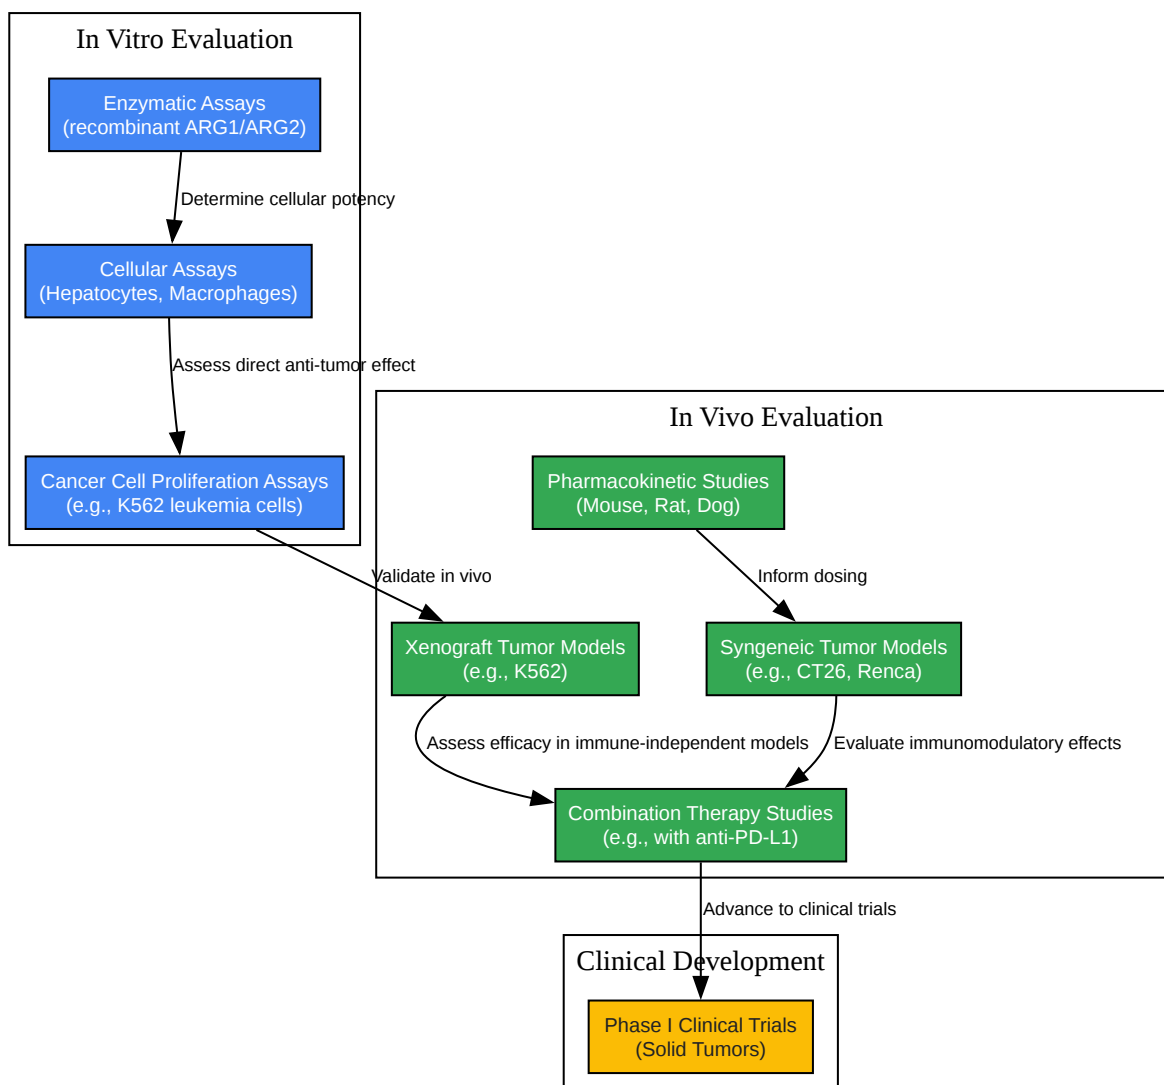 In Vitro Evaluation
Enzymatic Assays
(recombinant ARG1/ARG2)
Determine cellular potency
Cellular Assays
(Hepatocytes, Macrophages)
Assess direct anti-tumor effect
Cancer Cell Proliferation Assays
(e.g., K562 leukemia cells)
In Vivo Evaluation
Pharmacokinetic Studies
(Mouse, Rat, Dog)
Validate in vivo
Inform dosing
Xenograft Tumor Models
(e.g., K562)
Syngeneic Tumor Models
(e.g., CT26, Renca)
Assess efficacy in immune-independent models
Evaluate immunomodulatory effects
Combination Therapy Studies
(e.g., with anti-PD-L1)
Advance to clinical trials
Clinical Development
Phase I Clinical Trials
(Solid Tumors)